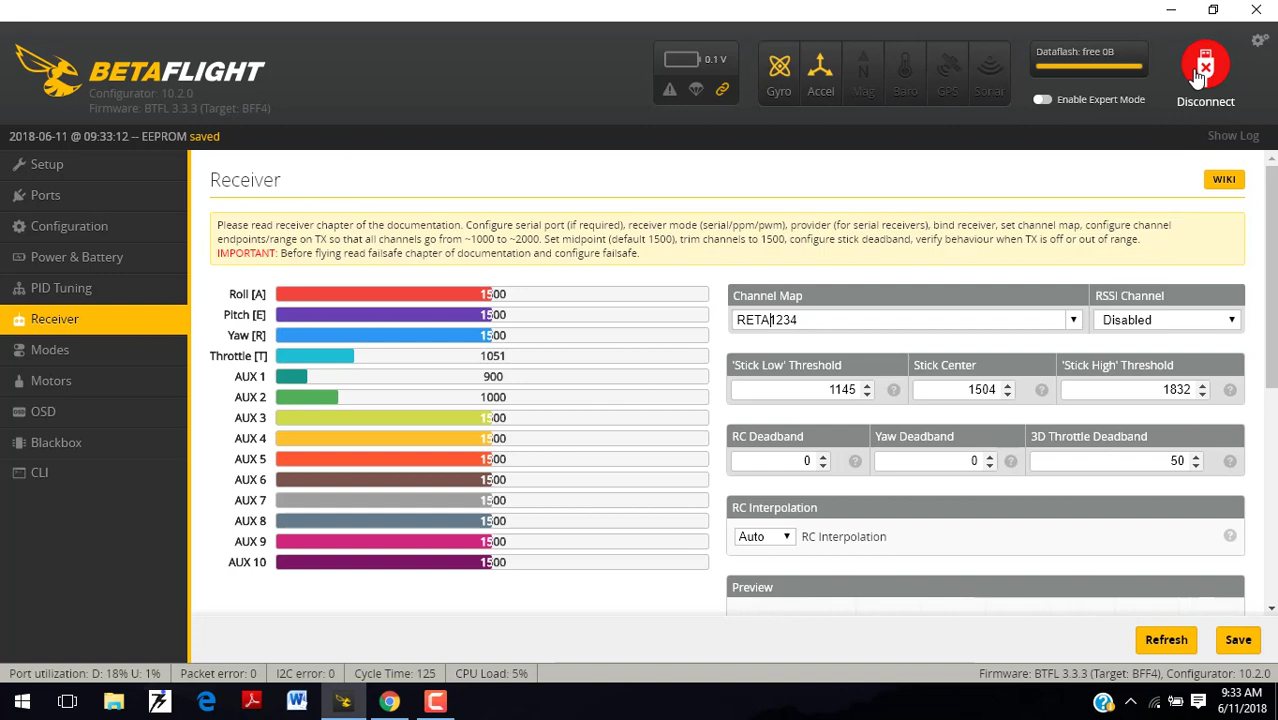 BETAFLIGHT
Configurator: 10.2.0
Firmware: BTFL 3.3.3 (Target: BFF4)
0.1 V
Gyro
Accel
Mag
Baro
GPS
Sonar
Dataflash: free 0B
Enable Expert Mode
Disconnect
2018-06-11 @ 09:33:12 -- EEPROM saved
Show Log
Setup
Ports
Configuration
Power & Battery
PID Tuning
Receiver
Modes
Motors
OSD
Blackbox
CLI
Receiver
WIKI
Please read receiver chapter of the documentation. Configure serial port (if required), receiver mode (serial/ppm/pwm), provider (for serial receivers), bind receiver, set channel map, configure channel
endpoints/range on TX so that all channels go from ~1000 to ~2000. Set midpoint (default 1500), trim channels to 1500, configure stick deadband, verify behaviour when TX is off or out of range.
IMPORTANT: Before flying read failsafe chapter of documentation and configure failsafe.
Roll [A] 1500
Pitch [E] 1500
Yaw [R] 1500
Throttle [T] 1051
AUX 1 900
AUX 2 1000
AUX 3 1500
AUX 4 1500
AUX 5 1500
AUX 6 1500
AUX 7 1500
AUX 8 1500
AUX 9 1500
AUX 10 1500
Channel Map RSSI Channel
RETA1234 Disabled
'Stick Low' Threshold Stick Center 'Stick High' Threshold
1145 1504 1832
RC Deadband Yaw Deadband 3D Throttle Deadband
0 0 50
RC Interpolation
Auto RC Interpolation
Preview
Refresh Save
Port utilization: D: 18% U: 1% Packet error: 0 I2C error: 0 Cycle Time: 125 CPU Load: 5% Firmware: BTFL 3.3.3 (Target: BFF4), Configurator: 10.2.0
9:33 AM
6/11/2018